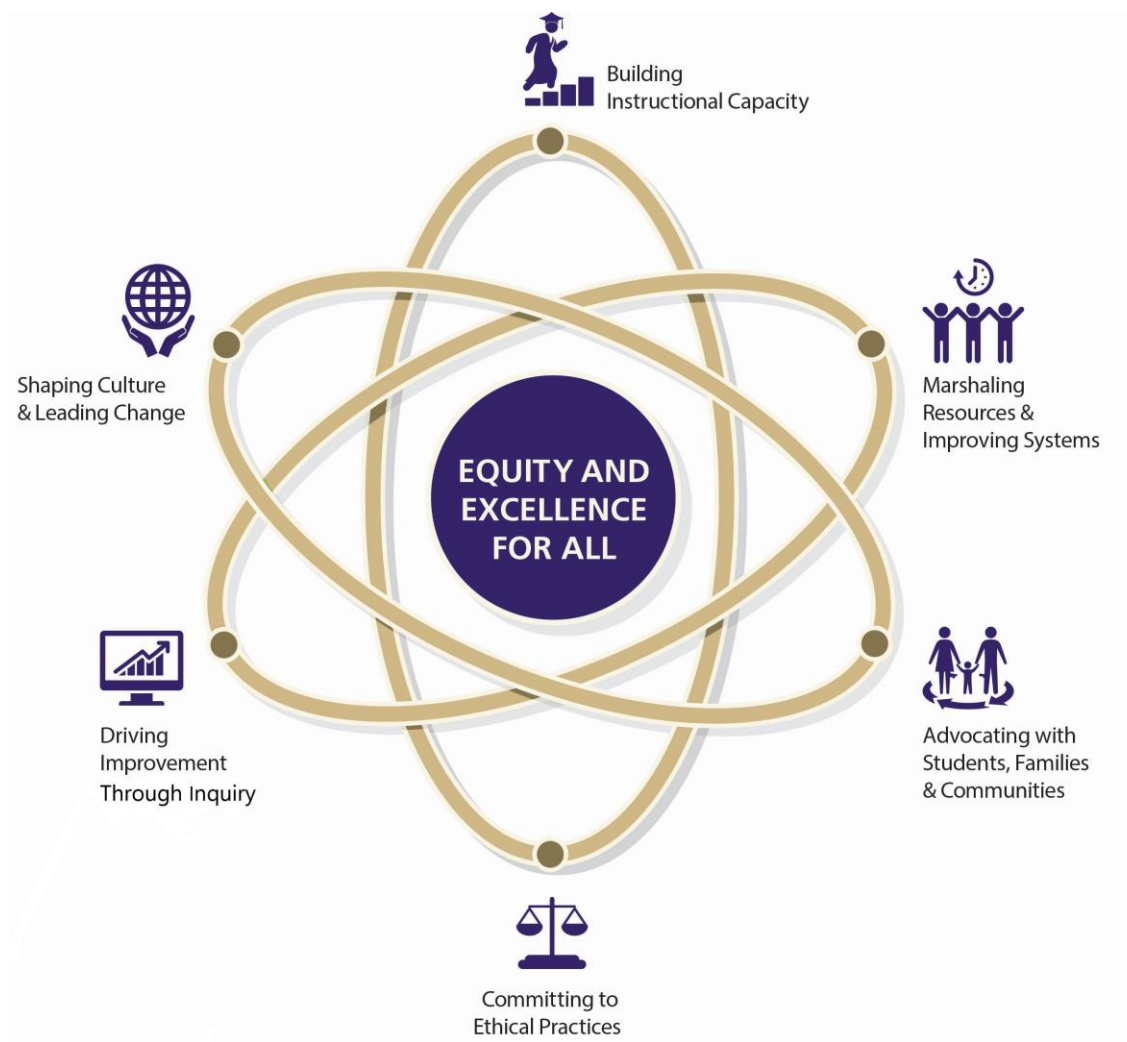 Building
Instructional Capacity
Shaping Culture
& Leading Change
Marshaling
Resources &
Improving Systems
EQUITY AND
EXCELLENCE
FOR ALL
Driving
Improvement
Through Inquiry
Advocating with
Students, Families
& Communities
Committing to
Ethical Practices